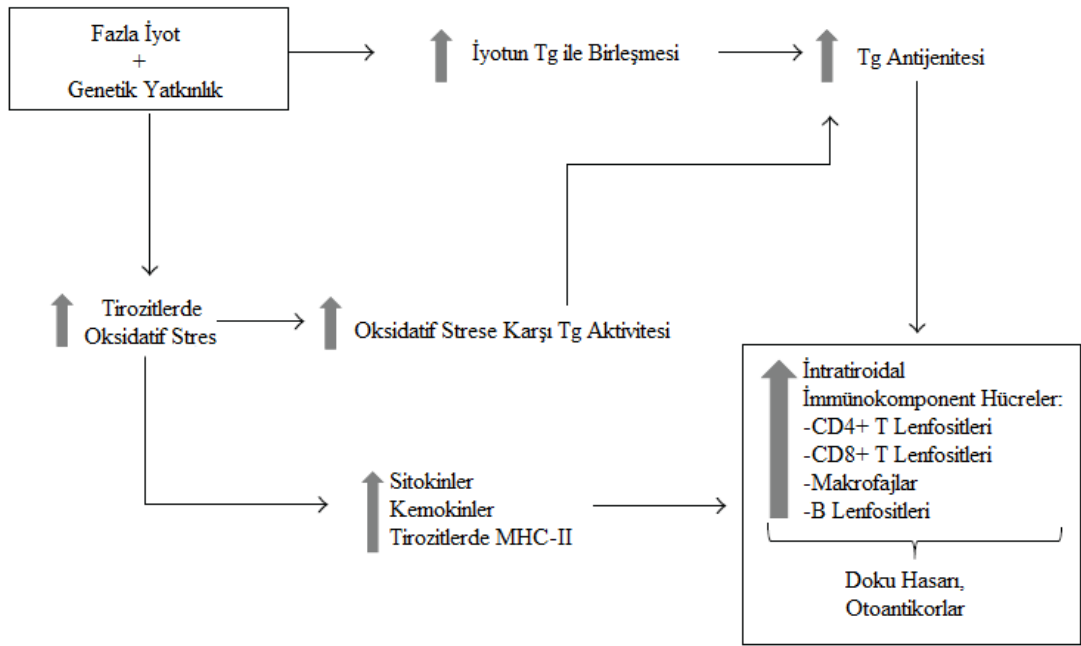 Fazla İyot
+
Genetik Yatkınlık
İyotun Tg ile Birleşmesi
Tg Antijenitesi
Tirozitlerde
Oksidatif Stres
Oksidatif Strese Karşı Tg Aktivitesi
Sitokinler
Kemokinler
Tirozitlerde MHC-II
İntratiroidal
İmmünokomponent Hücreler:
-CD4+ T Lenfositleri
-CD8+ T Lenfositleri
-Makrofajlar
-B Lenfositleri
Doku Hasarı,
Otoantikorlar